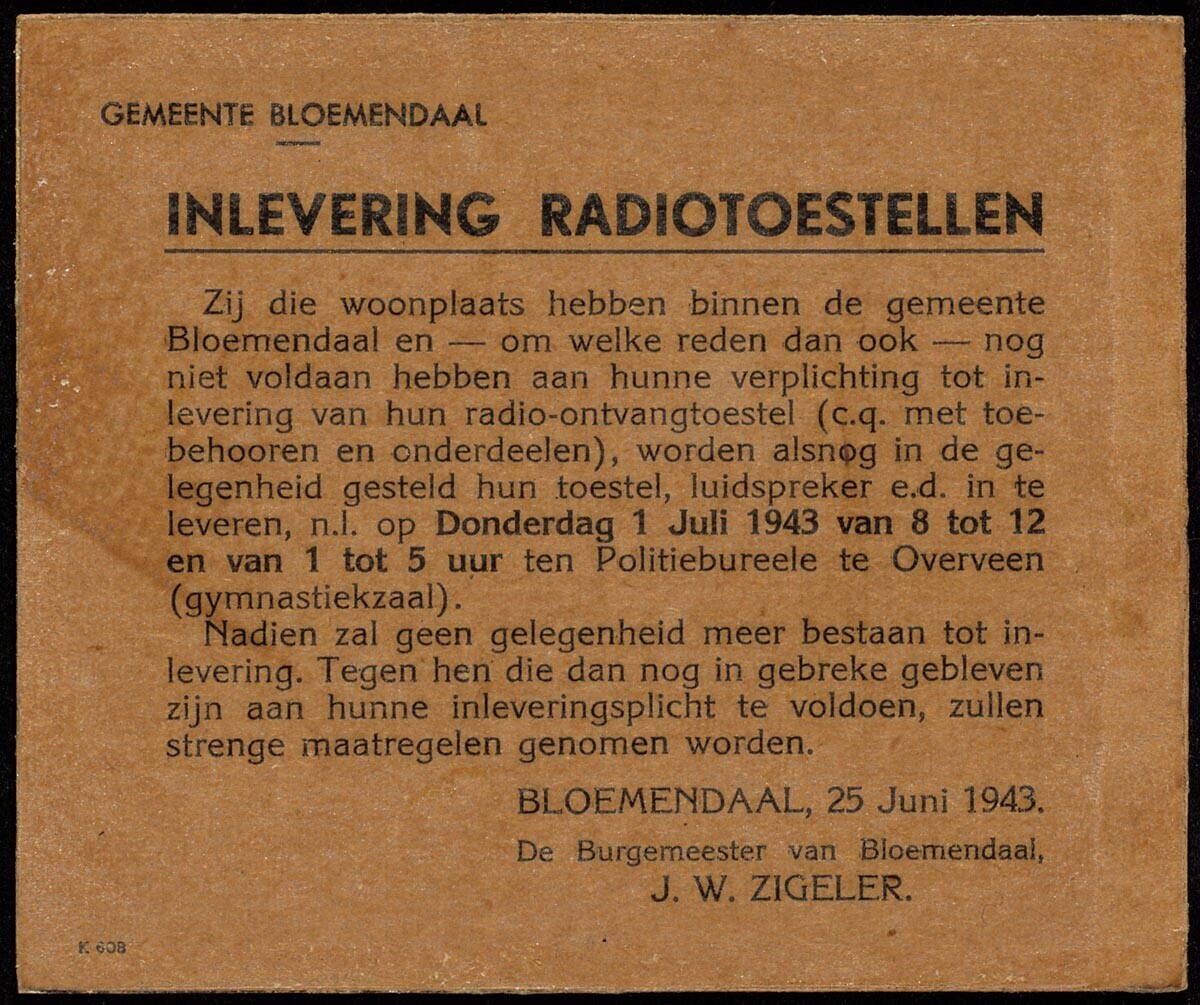 GEMEENTE BLOEMENDAAL
INLEVERING RADIOTOESTELLEN
Zij die woonplaats hebben binnen de gemeente
Bloemendaal en — om welke reden dan ook — nog
niet voldaan hebben aan hunne verplichting tot in-
levering van hun radio-ontvangtoestel (c.q. met toe-
behooren en onderdeelen), worden alsnog in de ge-
legenheid gesteld hun toestel, luidspreker e.d. in te
leveren, n.l. op Donderdag 1 Juli 1943 van 8 tot 12
en van 1 tot 5 uur ten Politiebureele te Overveen
(gymnastiekzaal).
Nadien zal geen gelegenheid meer bestaan tot in-
levering. Tegen hen die dan nog in gebreke gebleven
zijn aan hunne inleveringsplicht te voldoen, zullen
strenge maatregelen genomen worden.
BLOEMENDAAL, 25 Juni 1943.
De Burgemeester van Bloemendaal,
J. W. ZIGELER.
K 608